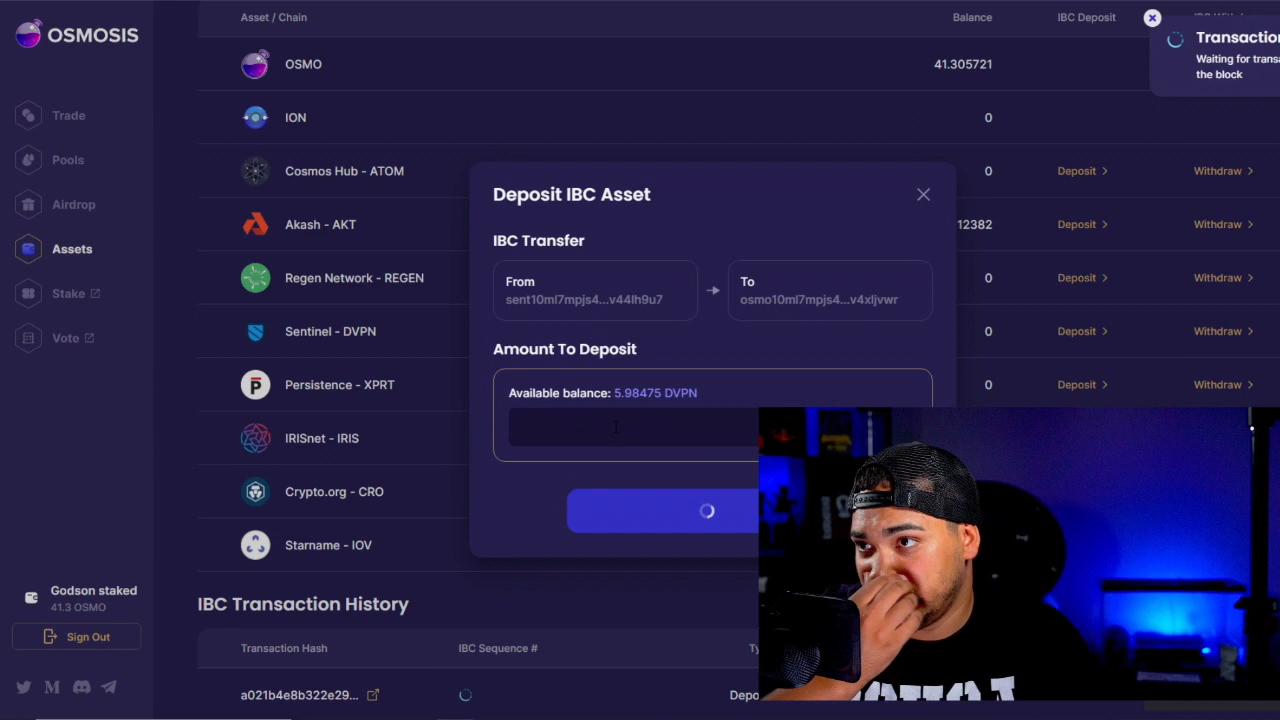 OSMOSIS
Trade
Pools
Airdrop
Assets
Stake
Vote
Godson staked
41.3 OSMO
Sign Out
Asset / Chain
Balance
IBC Deposit
OSMO
41.305721
ION
0
Cosmos Hub - ATOM
0
Deposit
Withdraw
Akash - AKT
12382
Deposit
Withdraw
Regen Network - REGEN
0
Deposit
Withdraw
Sentinel - DVPN
0
Deposit
Withdraw
Persistence - XPRT
0
Deposit
Withdraw
IRISnet - IRIS
Crypto.org - CRO
Starname - IOV
IBC Transaction History
Transaction Hash
IBC Sequence #
a021b4e8b322e29...
Depo
Deposit IBC Asset
IBC Transfer
From
sent10ml7mpjs4...v44lh9u7
To
osmo10ml7mpjs4...v4xljvwr
Amount To Deposit
Available balance: 5.98475 DVPN
Transaction
Waiting for trans
the block